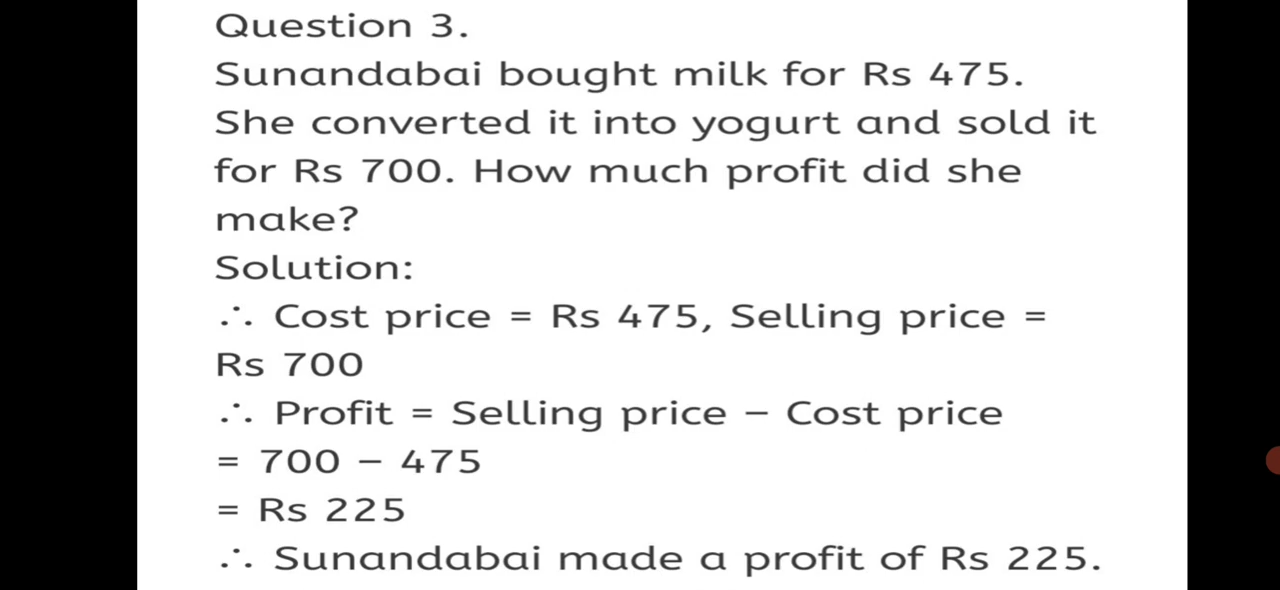 Question 3.
Sunandabai bought milk for Rs 475.
She converted it into yogurt and sold it
for Rs 700. How much profit did she
make?
Solution:
∴ Cost price = Rs 475, Selling price =
Rs 700
∴ Profit = Selling price – Cost price
= 700 – 475
= Rs 225
∴ Sunandabai made a profit of Rs 225.